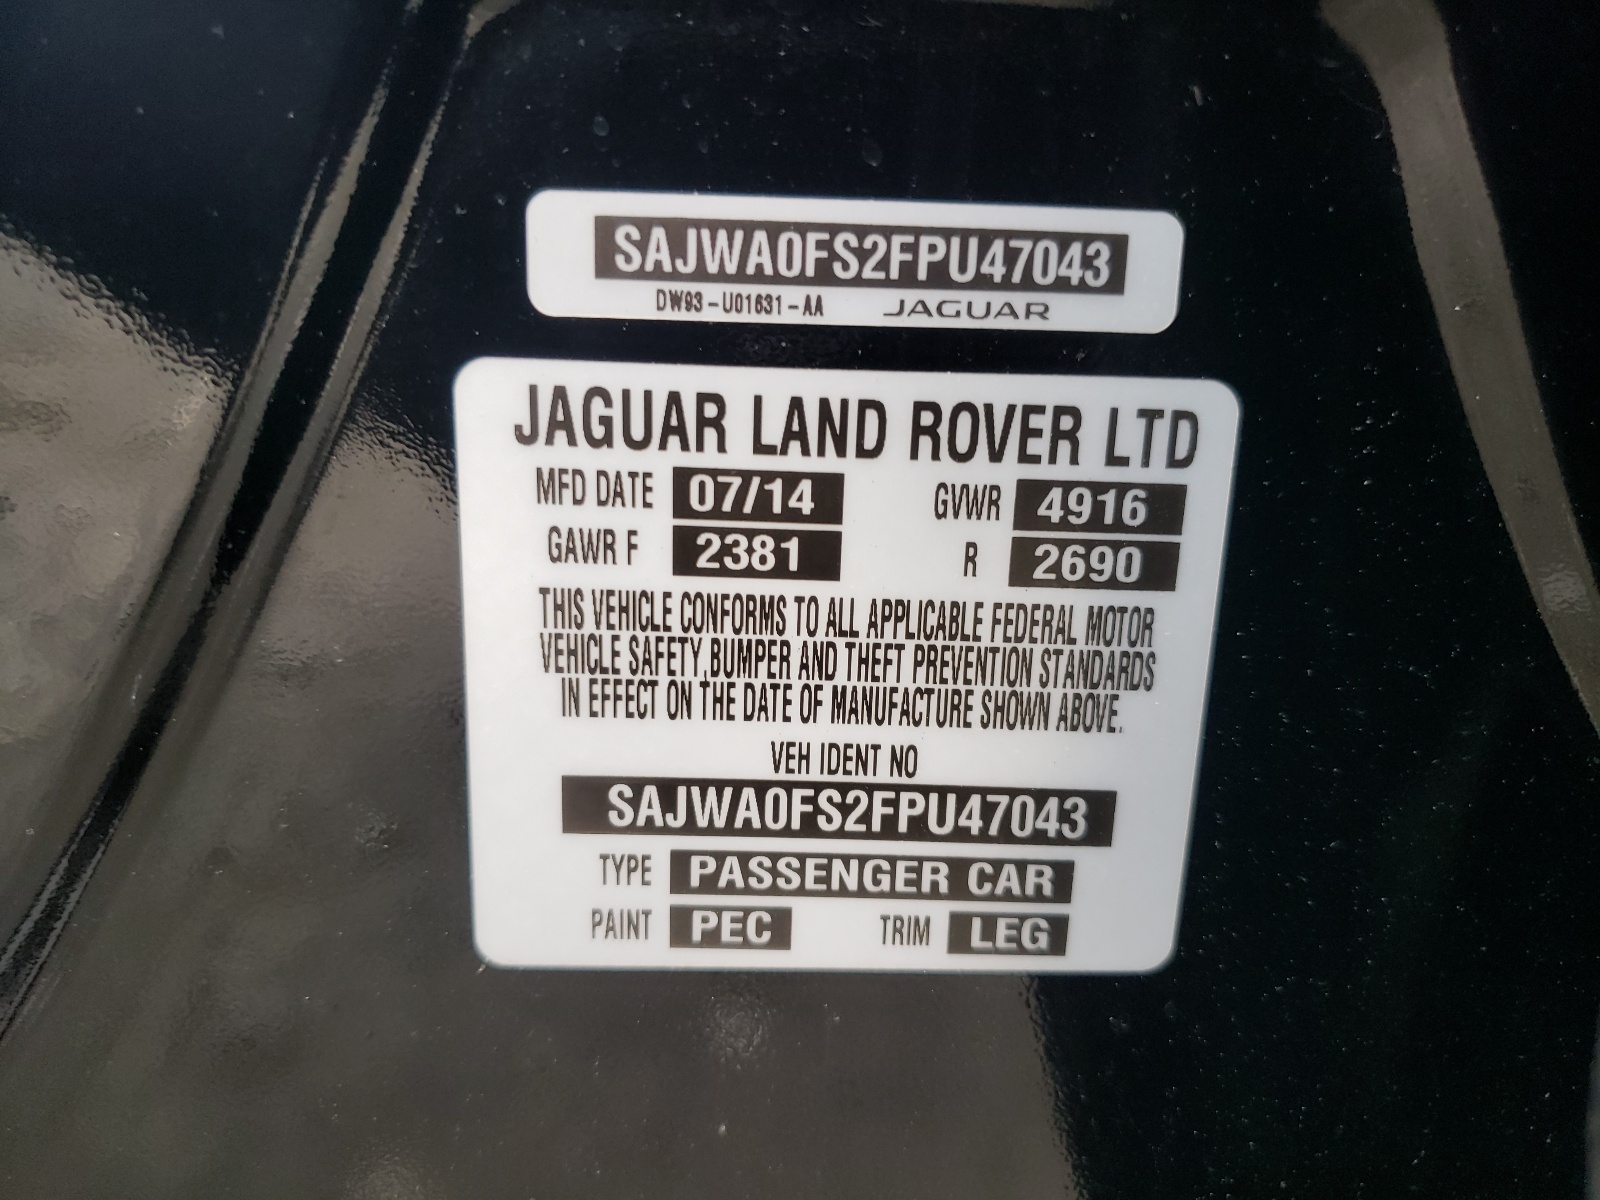 SAJWA0FS2FPU47043
DW93-U01631-AA JAGUAR
JAGUAR LAND ROVER LTD
MFD DATE 07/14 GVWR 4916
GAWR F 2381 R 2690
THIS VEHICLE CONFORMS TO ALL APPLICABLE FEDERAL MOTOR
VEHICLE SAFETY,BUMPER AND THEFT PREVENTION STANDARDS
IN EFFECT ON THE DATE OF MANUFACTURE SHOWN ABOVE.
VEH IDENT NO
SAJWA0FS2FPU47043
TYPE PASSENGER CAR
PAINT PEC TRIM LEG